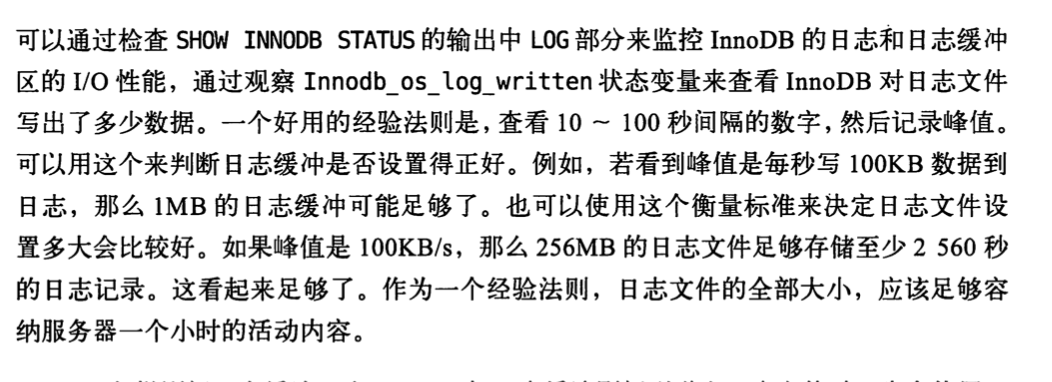 可以通过检查 SHOW INNODB STATUS 的输出中 LOG 部分来监控 InnoDB 的日志和日志缓冲
区的 I/O 性能，通过观察 Innodb_os_log_written 状态变量来查看 InnoDB 对日志文件
写出了多少数据。一个好用的经验法则是，查看 10 ~ 100 秒间隔的数字，然后记录峰值。
可以用这个来判断日志缓冲是否设置得正好。例如，若看到峰值是每秒写 100KB 数据到
日志，那么 1MB 的日志缓冲可能足够了。也可以使用这个衡量标准来决定日志文件设
置多大会比较好。如果峰值是 100KB/s，那么 256MB 的日志文件足够存储至少 2 560 秒
的日志记录。这看起来足够了。作为一个经验法则，日志文件的全部大小，应该足够容
纳服务器一个小时的活动内容。